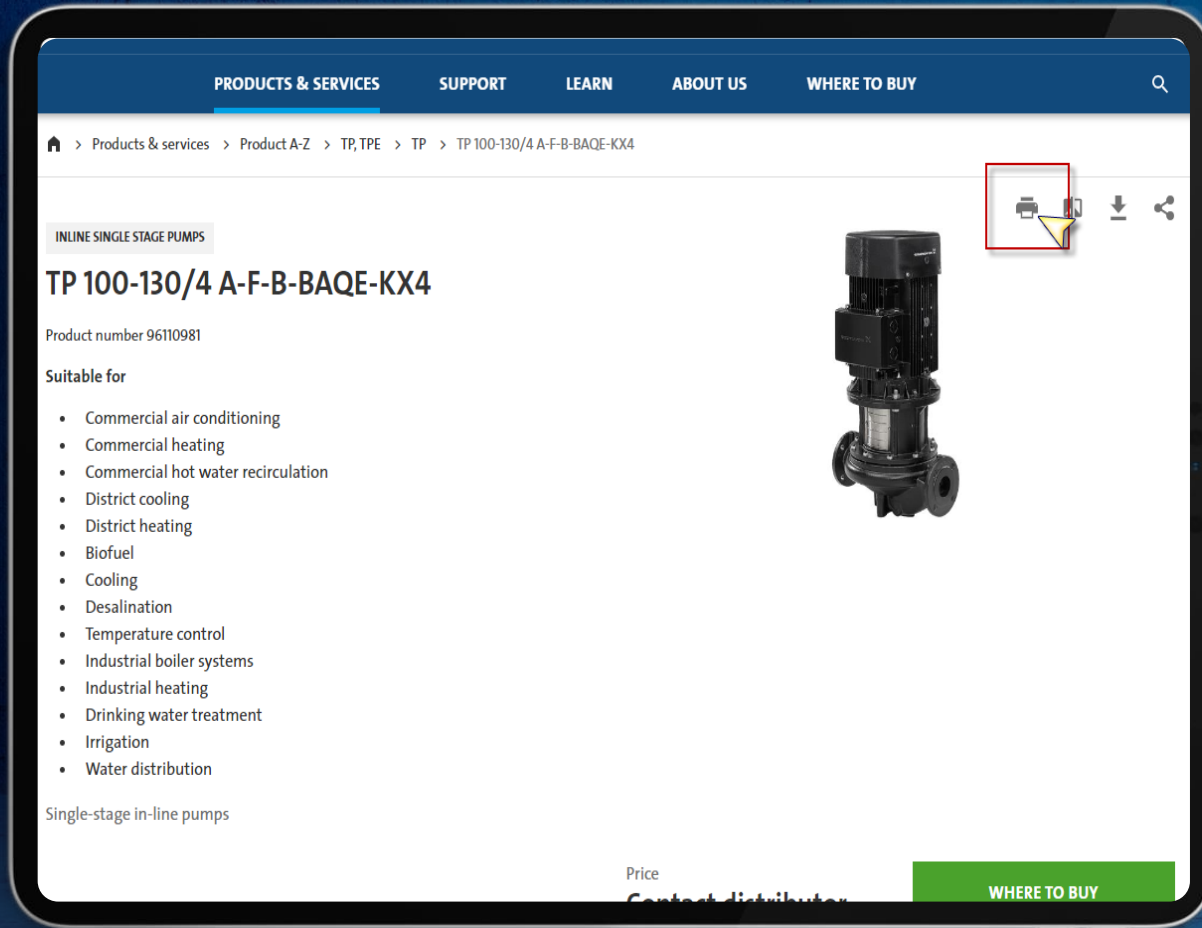 PRODUCTS & SERVICES SUPPORT LEARN ABOUT US WHERE TO BUY
Products & services > Product A-Z > TP, TPE > TP > TP 100-130/4 A-F-B-BAQE-KX4
INLINE SINGLE STAGE PUMPS
TP 100-130/4 A-F-B-BAQE-KX4
Product number 96110981
Suitable for
• Commercial air conditioning
• Commercial heating
• Commercial hot water recirculation
• District cooling
• District heating
• Biofuel
• Cooling
• Desalination
• Temperature control
• Industrial boiler systems
• Industrial heating
• Drinking water treatment
• Irrigation
• Water distribution
Single-stage in-line pumps
Price
Contact distributor
WHERE TO BUY